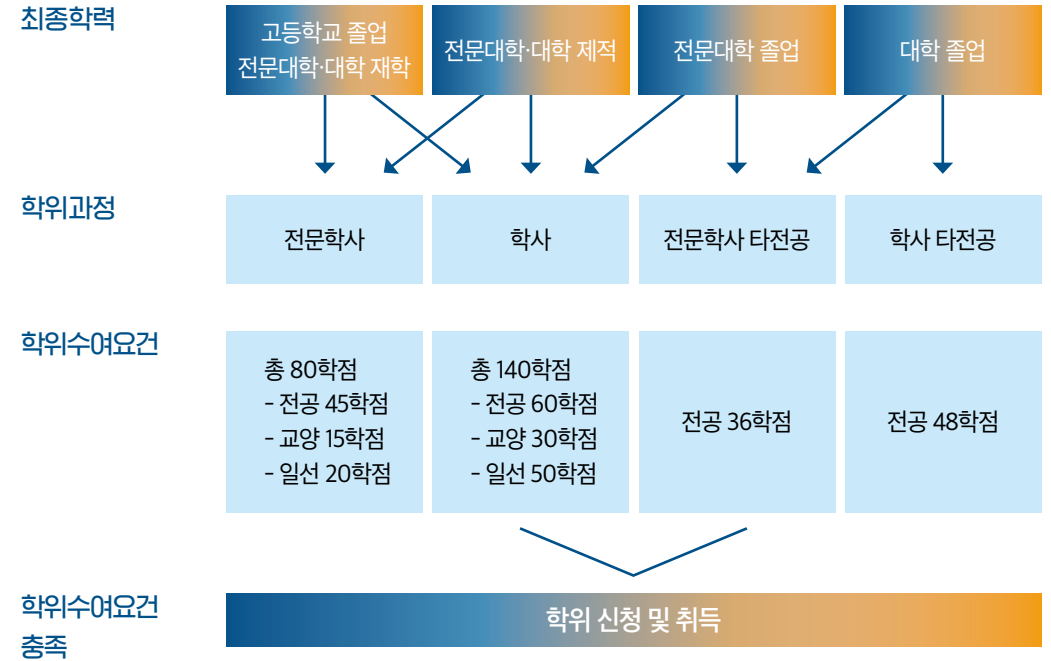 최종학력
고등학교 졸업
전문대학·대학 재학
전문대학·대학 제적
전문대학 졸업
대학 졸업
학위과정
전문학사
학사
전문학사 타전공
학사 타전공
학위수여요건
총 80학점
- 전공 45학점
- 교양 15학점
- 일선 20학점
총 140학점
- 전공 60학점
- 교양 30학점
- 일선 50학점
전공 36학점
전공 48학점
학위수여요건
충족
학위 신청 및 취득